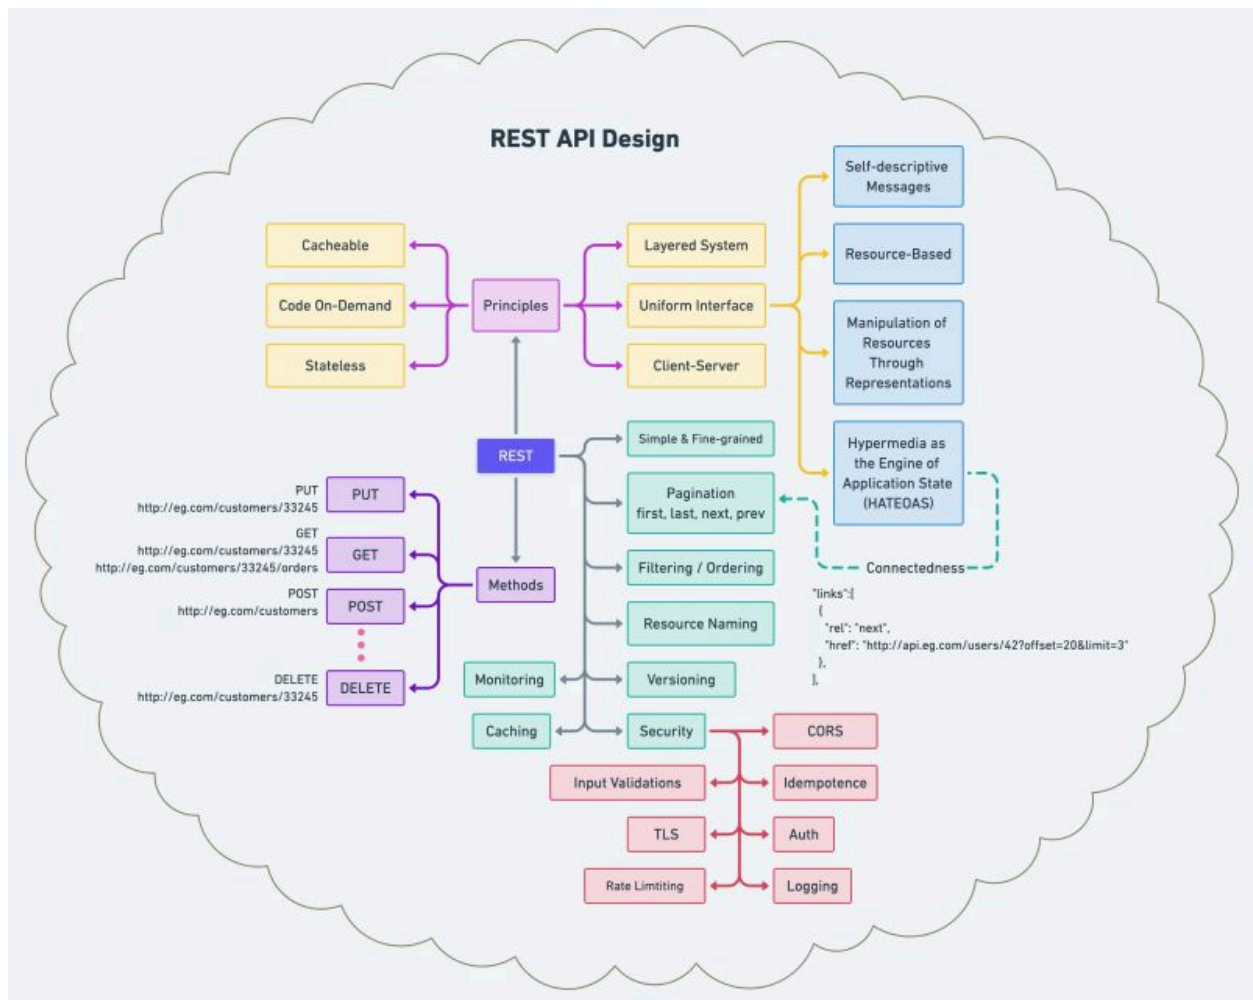 REST API Design
Self-descriptive
Messages
Cacheable
Layered System
Resource-Based
Code On-Demand
Principles
Uniform Interface
Manipulation of
Resources
Through
Representations
Stateless
Client-Server
REST
Simple & Fine-grained
Hypermedia as
the Engine of
Application State
(HATEOAS)
PUT
http://eg.com/customers/33245
PUT
Pagination
first, last, next, prev
GET
http://eg.com/customers/33245
http://eg.com/customers/33245/orders
GET
Filtering / Ordering
Connectedness
Methods
POST
http://eg.com/customers
POST
Resource Naming
"links":[
{
"rel": "next",
"href": "http://api.eg.com/users/42?offset=20&limit=3"
},
],
DELETE
http://eg.com/customers/33245
DELETE
Monitoring
Versioning
Caching
Security
CORS
Input Validations
Idempotence
TLS
Auth
Rate Limtiting
Logging